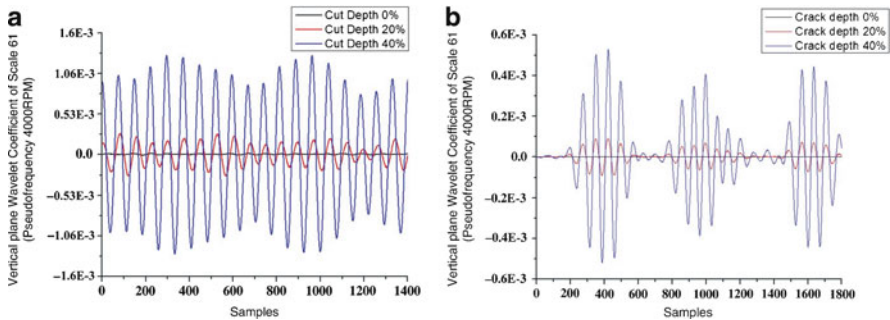 a
Cut Depth 0%
Cut Depth 20%
Cut Depth 40%
Vertical plane Wavelet Coefficient of Scale 61
(Pseudofrequency 4000RPM)
1.6E-3
1.06E-3
0.53E-3
0.0
−0.53E-3
−1.06E-3
−1.6E-3
0 200 400 600 800 1000 1200 1400
Samples
b
Crack depth 0%
Crack depth 20%
Crack depth 40%
Vertical plane Wavelet Coefficient of Scale 61
(Pseudofrequency 4000RPM)
0.6E-3
0.4E-3
0.2E-3
0.0
−0.2E-3
−0.4E-3
−0.6E-3
0 200 400 600 800 1000 1200 1400 1600 1800
Samples